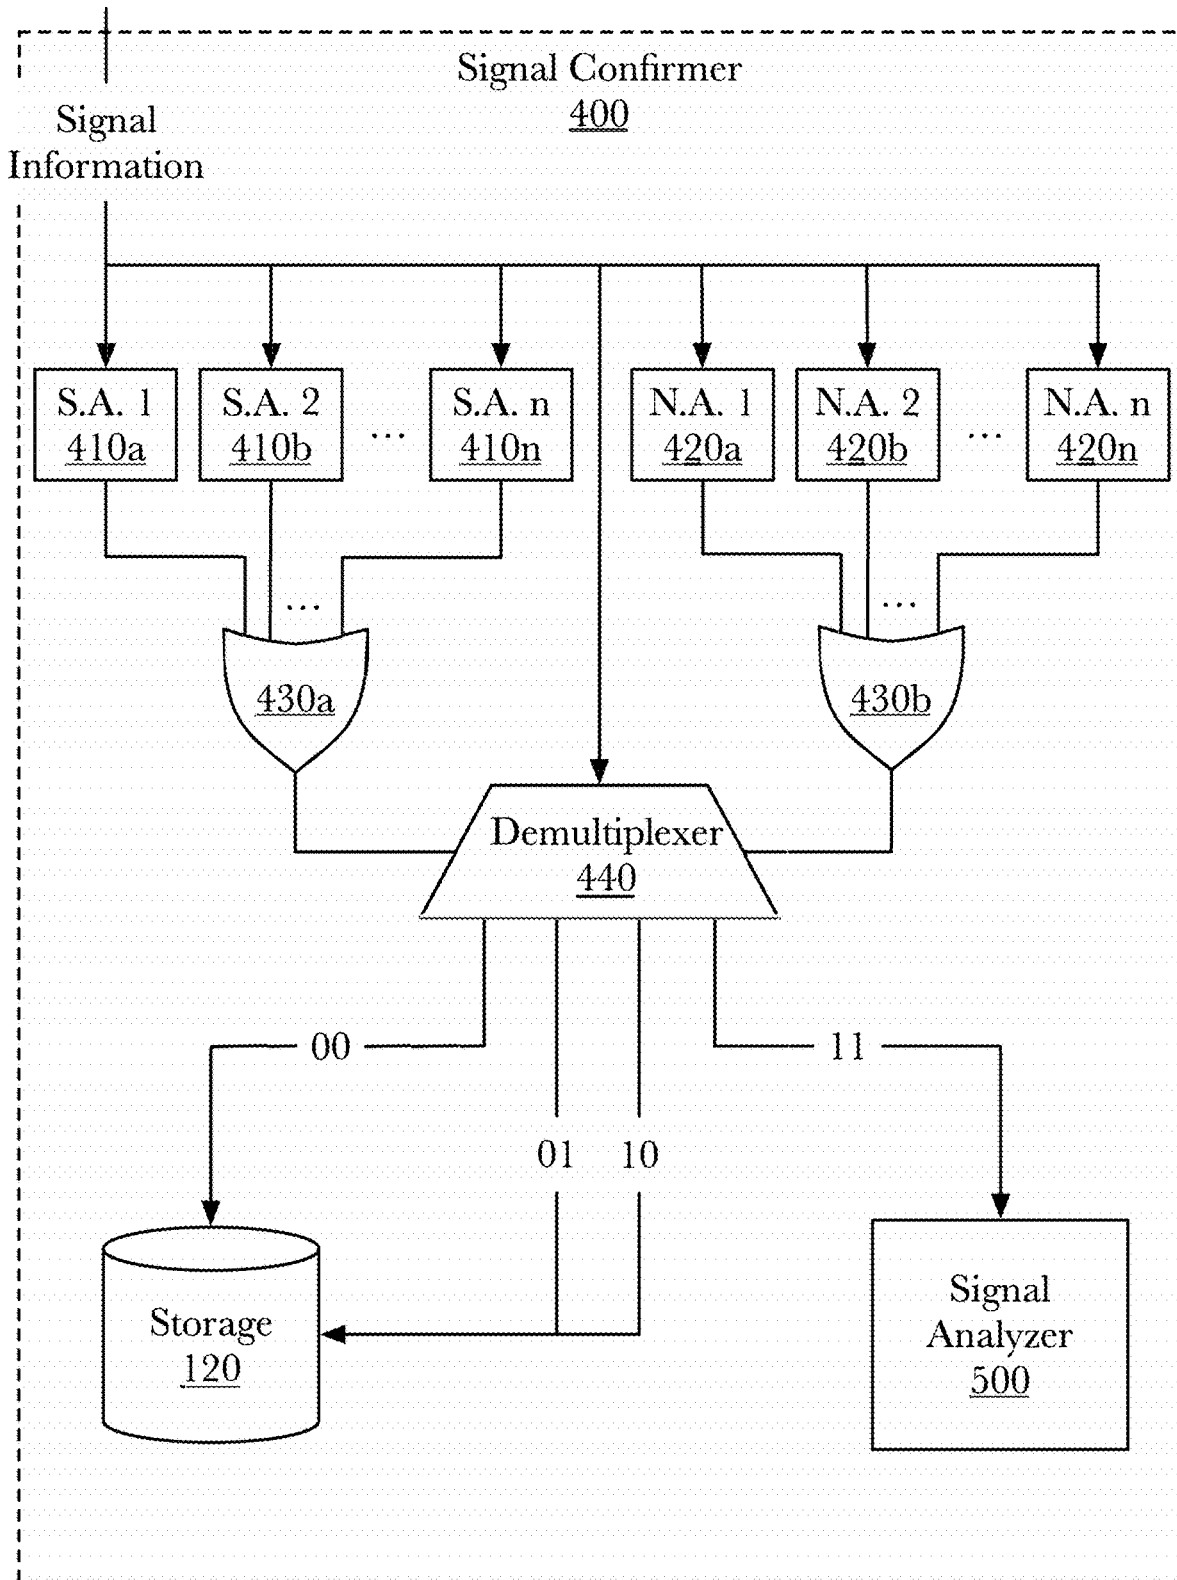 Signal Confirmer
400
Signal
Information
S.A. 1
410a
S.A. 2
410b
...
S.A. n
410n
N.A. 1
420a
N.A. 2
420b
...
N.A. n
420n
...
...
430a
430b
Demultiplexer
440
00
11
01
10
Storage
120
Signal
Analyzer
500